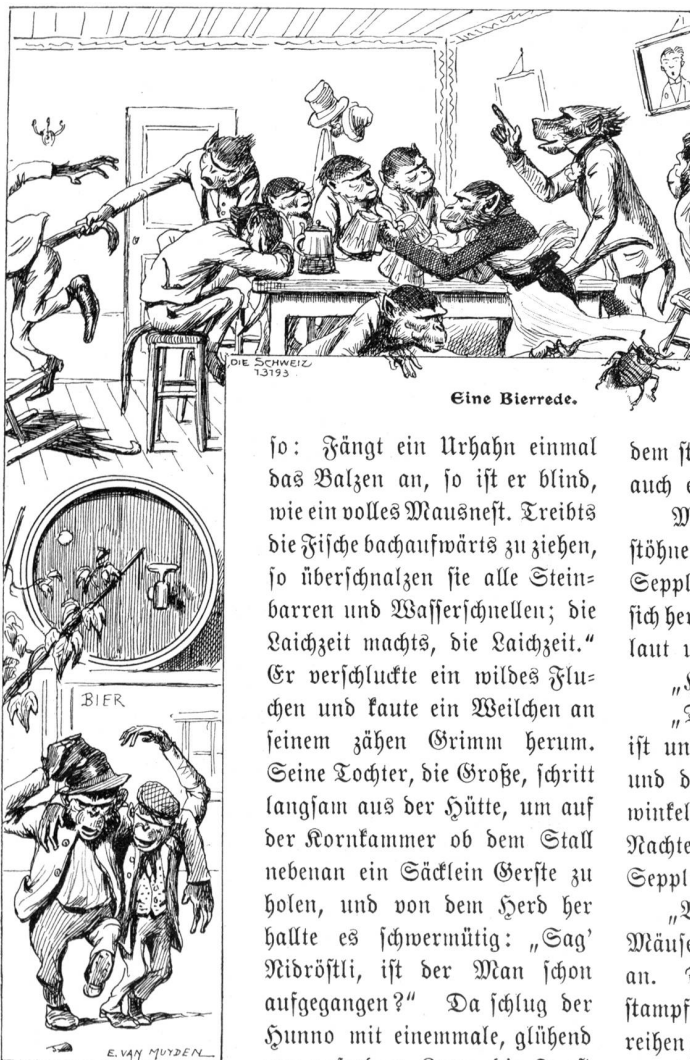 DIE SCHWEIZ
13193
Eine Bierrede.
so: Fängt ein Urhahn einmal
das Balzen an, so ist er blind,
wie ein volles Mausnest. Treibts
die Fische bachaufwärts zu ziehen,
so überschnalzen sie alle Stein-
barren und Wasserschnellen; die
Laichzeit machts, die Laichzeit.“
Er verschluckte ein wildes Flu-
chen und kaute ein Weilchen an
seinem zähen Grimm herum.
Seine Tochter, die Große, schritt
langsam aus der Hütte, um auf
der Kornkammer ob dem Stall
nebenan ein Säcklein Gerste zu
holen, und von dem Herd her
hallte es schwermütig: „Sag’
Nidröstli, ist der Man schon
aufgegangen?“ Da schlug der
Hunno mit einemmale, glühend
dem
auch
stöhne
Seppl
sich her
laut
ist un
und d
winkel
Nachte
Seppl
Mäuse
an.
stampf
reihen
BIER
E. VAN MUYDEN